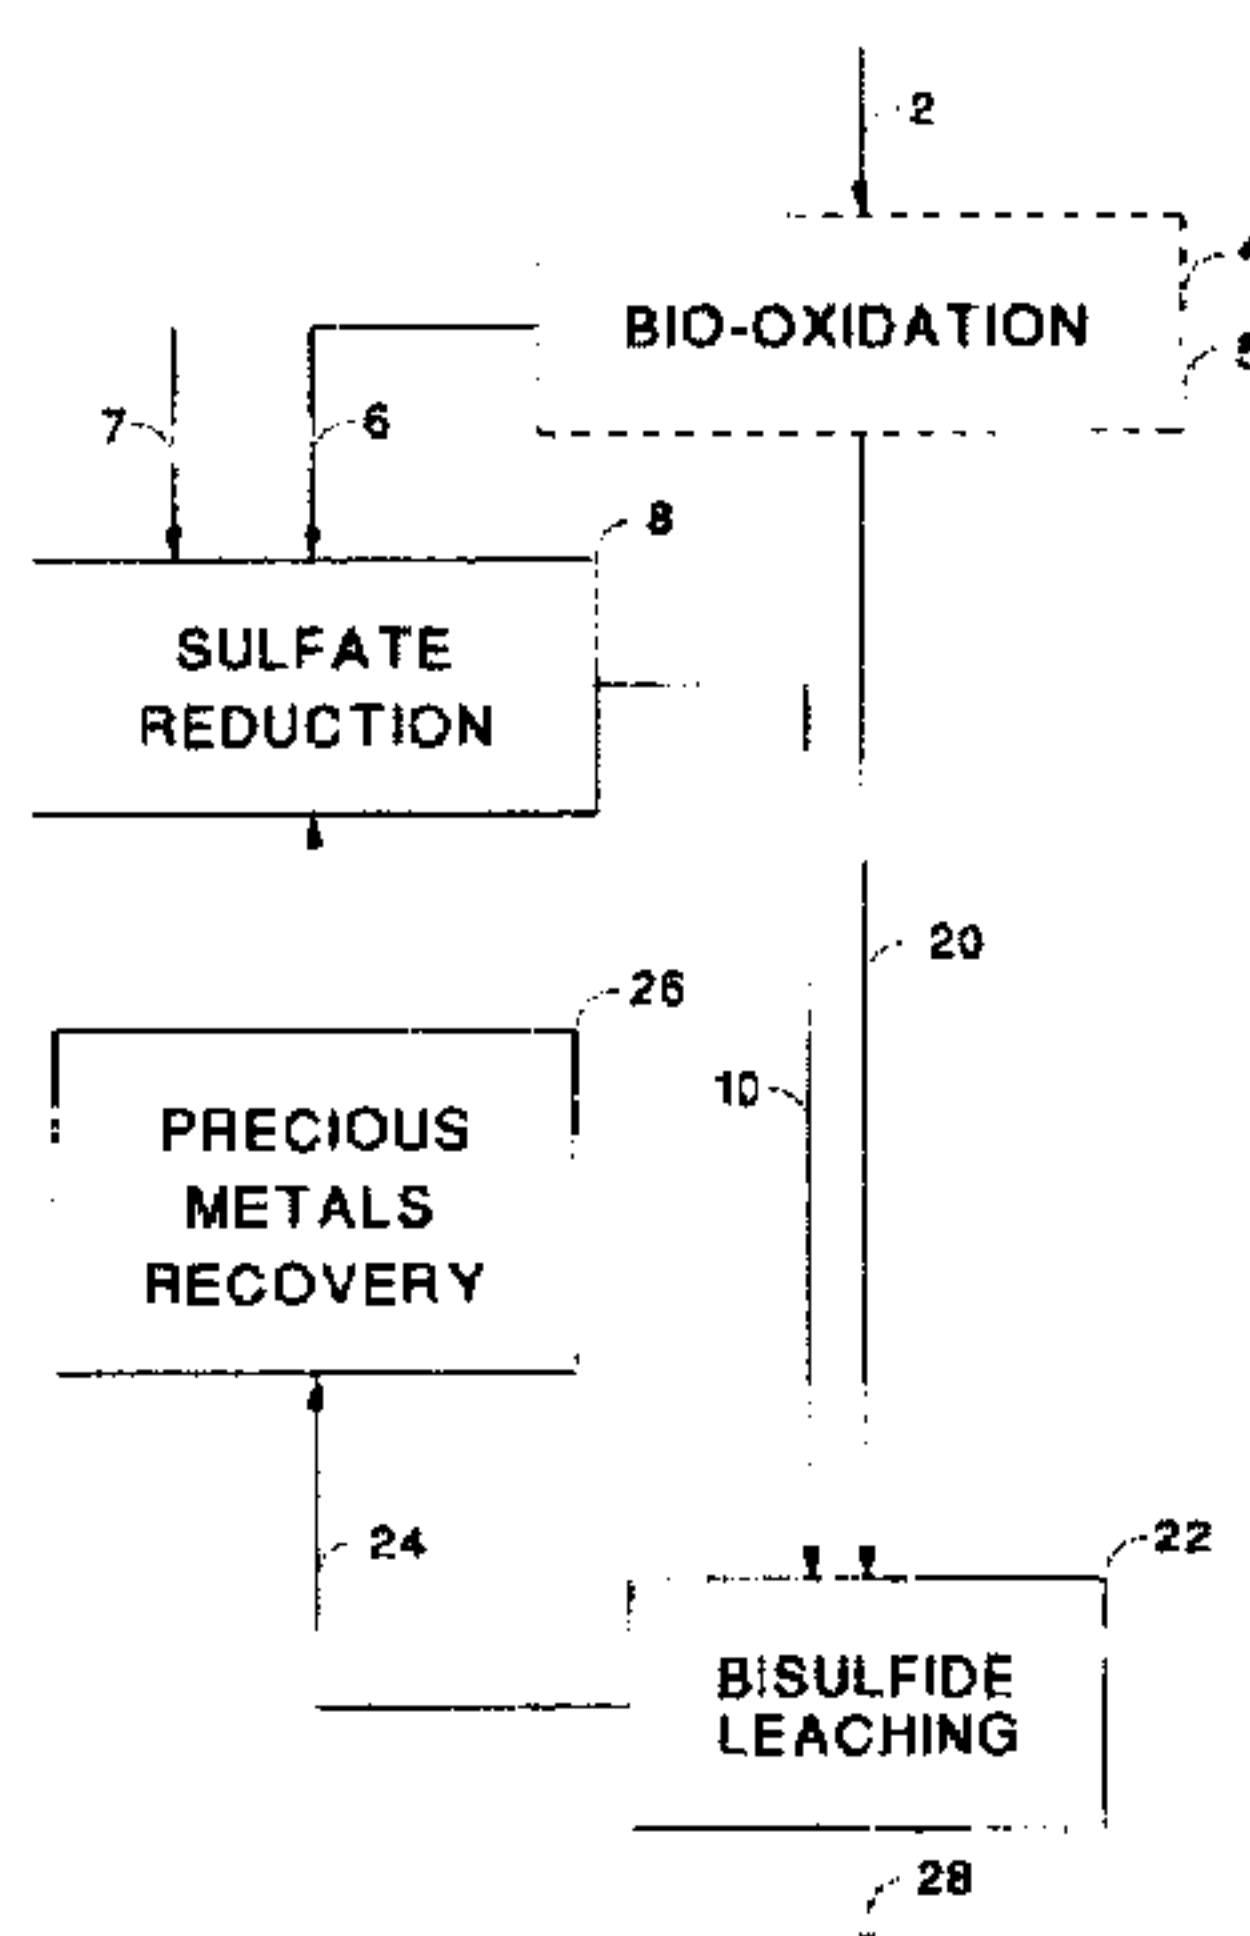 2
BIO-OXIDATION
7
6
8
SULFATE
REDUCTION
20
26
10
PRECIOUS
METALS
RECOVERY
24
22
BISULFIDE
LEACHING
28